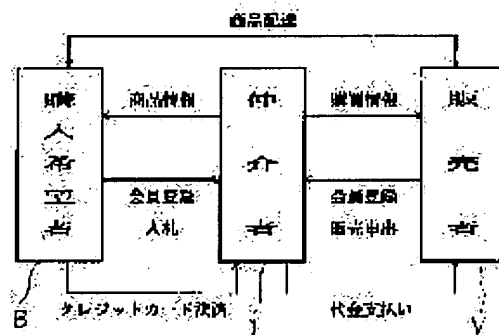 商品配達
購入希望者
商品情報
仲介者
購買情報
販売者
会員登録
入札
会員登録
販売申出
B
クレジットカード決済
代金支払い
V